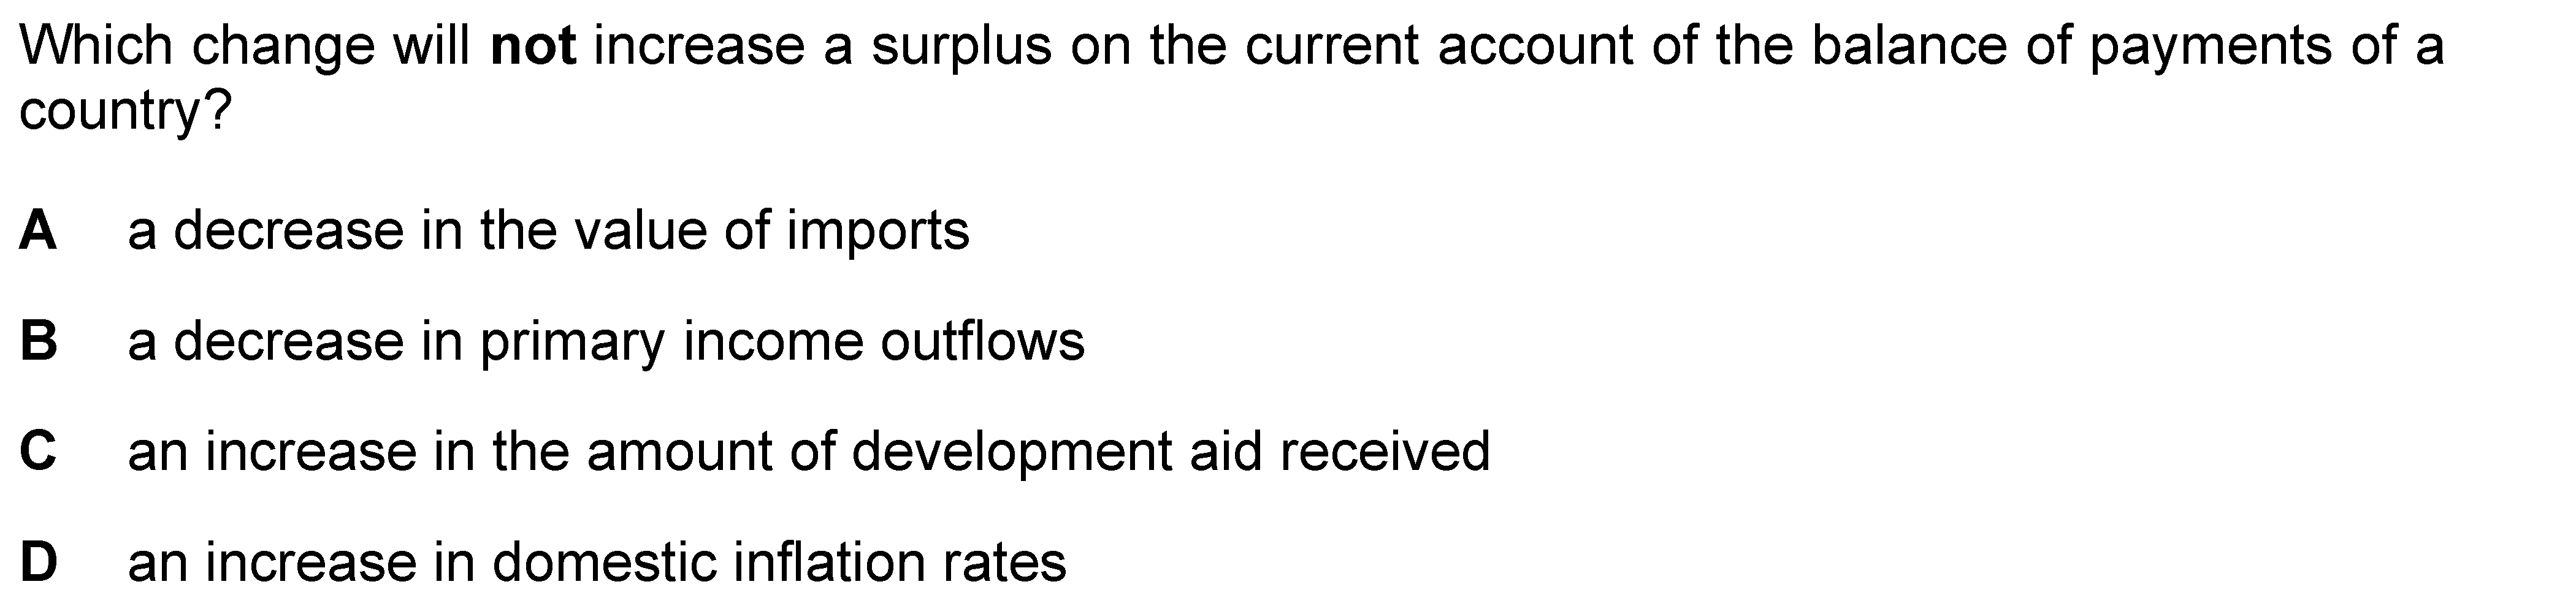 Which change will not increase a surplus on the current account of the balance of payments of a
country?
A a decrease in the value of imports
B a decrease in primary income outflows
C an increase in the amount of development aid received
D an increase in domestic inflation rates